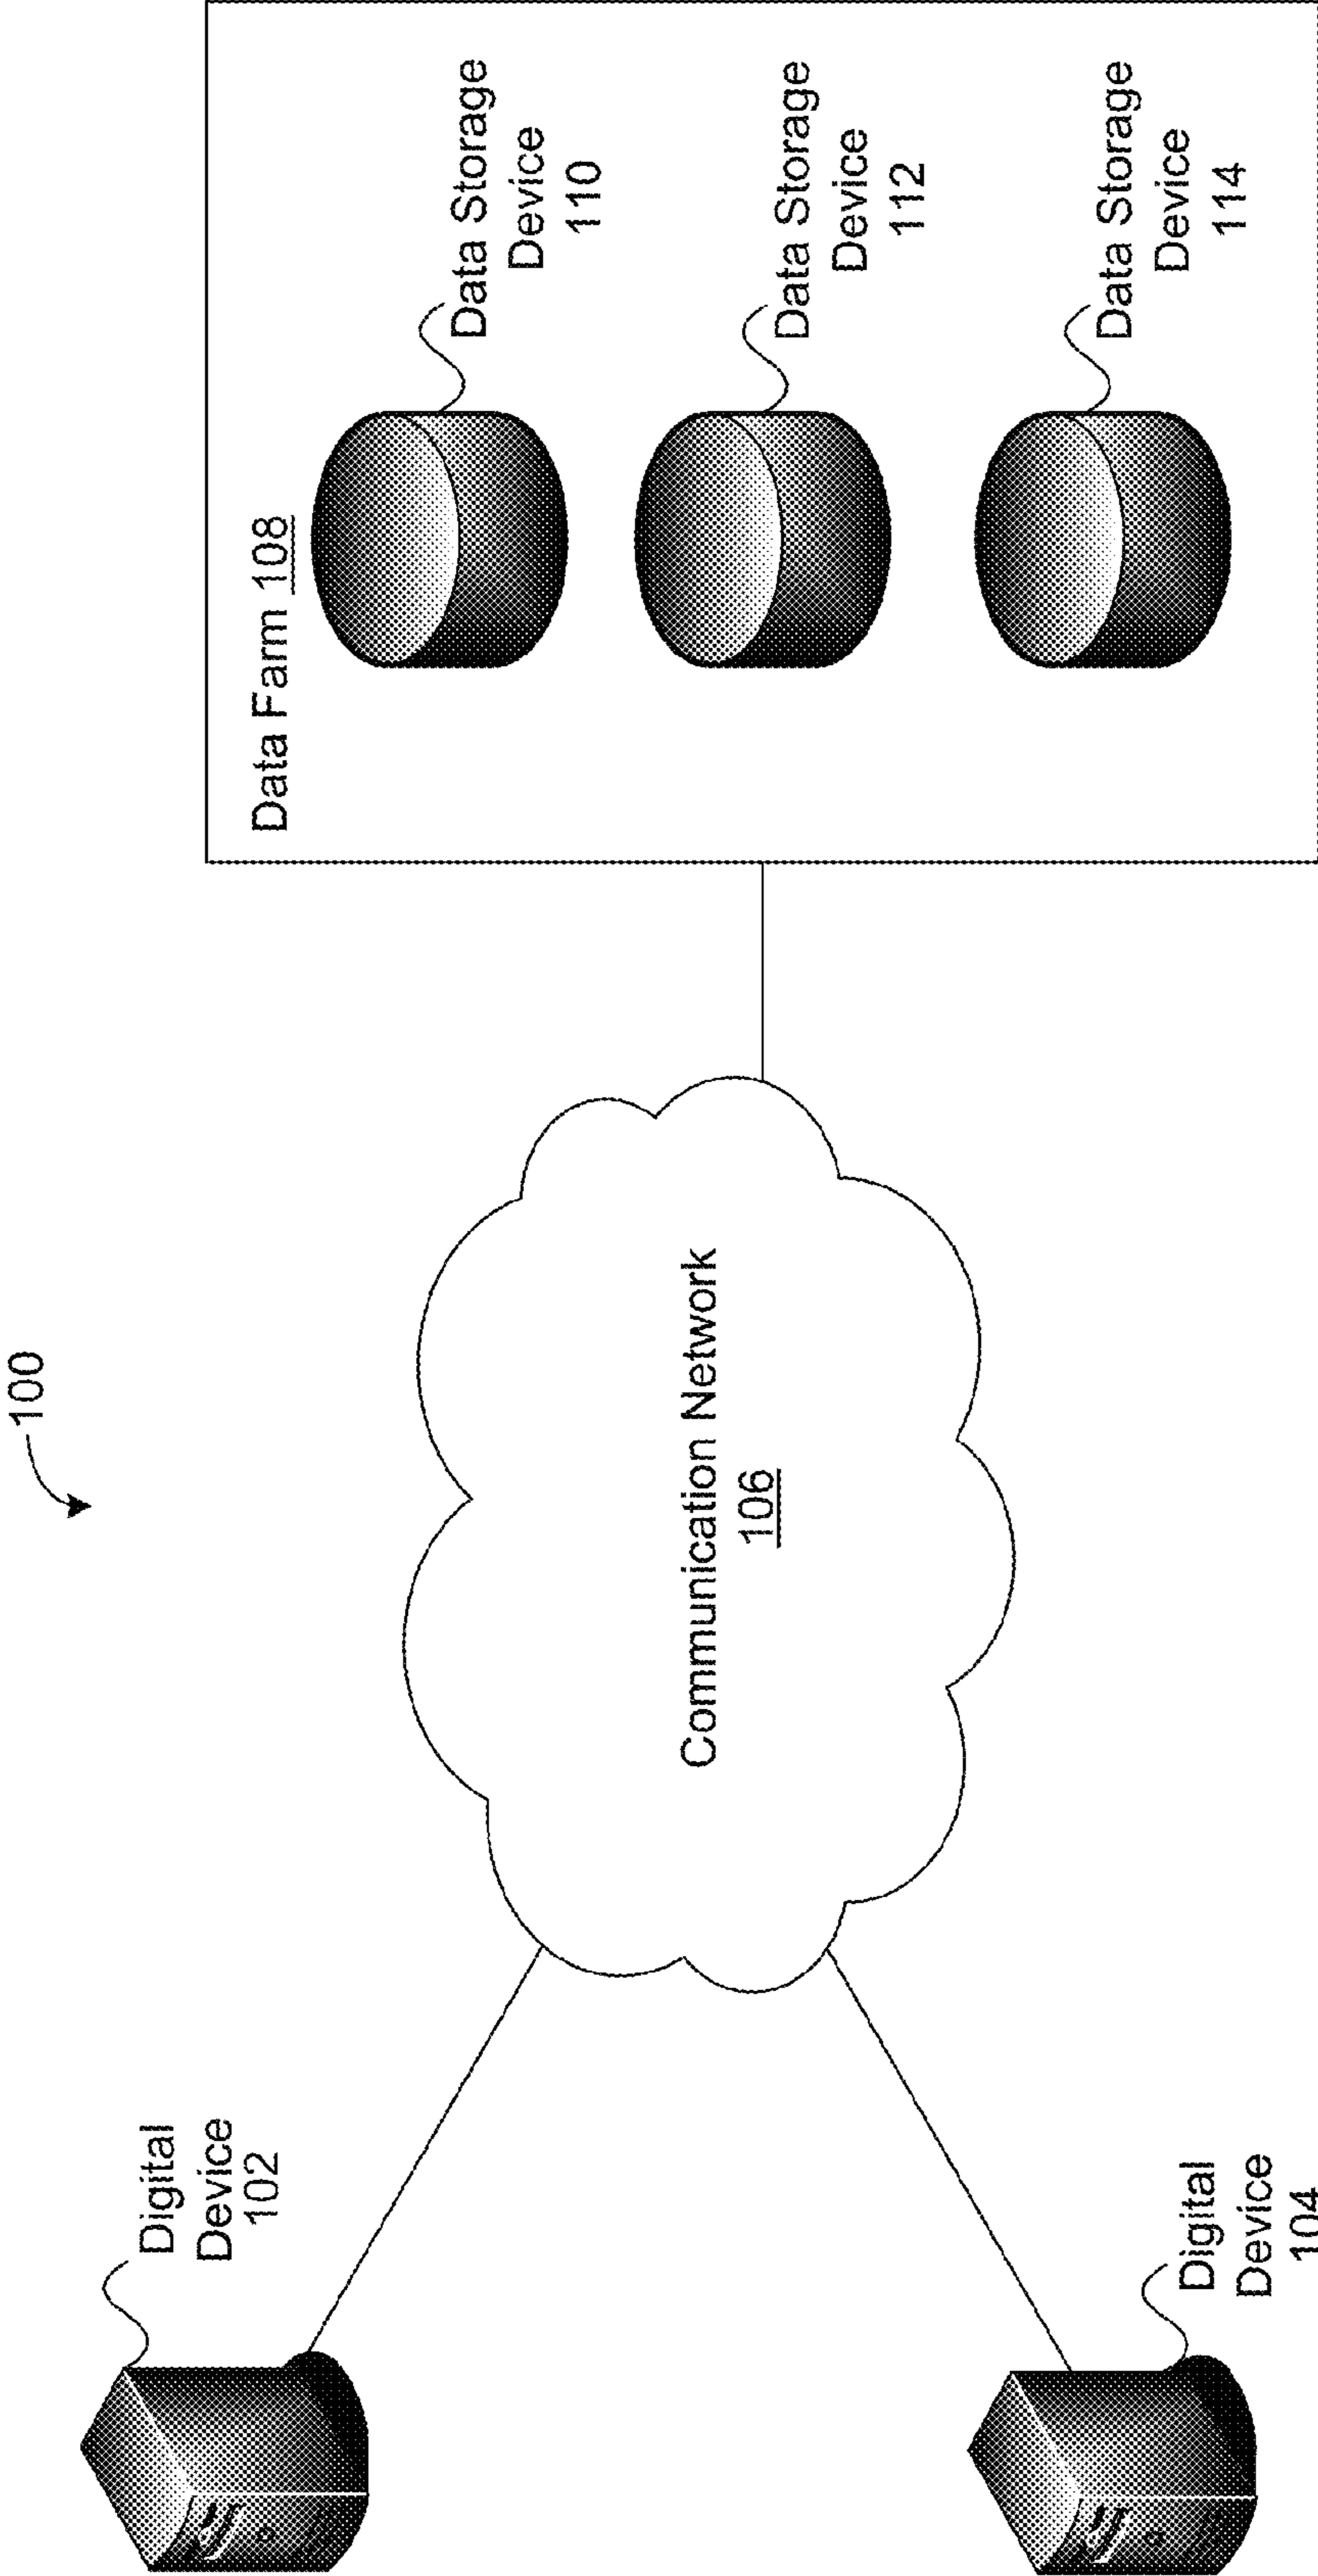 100
Digital
Device
102
Digital
Device
104
Communication Network
106
Data Farm 108
Data Storage
Device
110
Data Storage
Device
112
Data Storage
Device
114